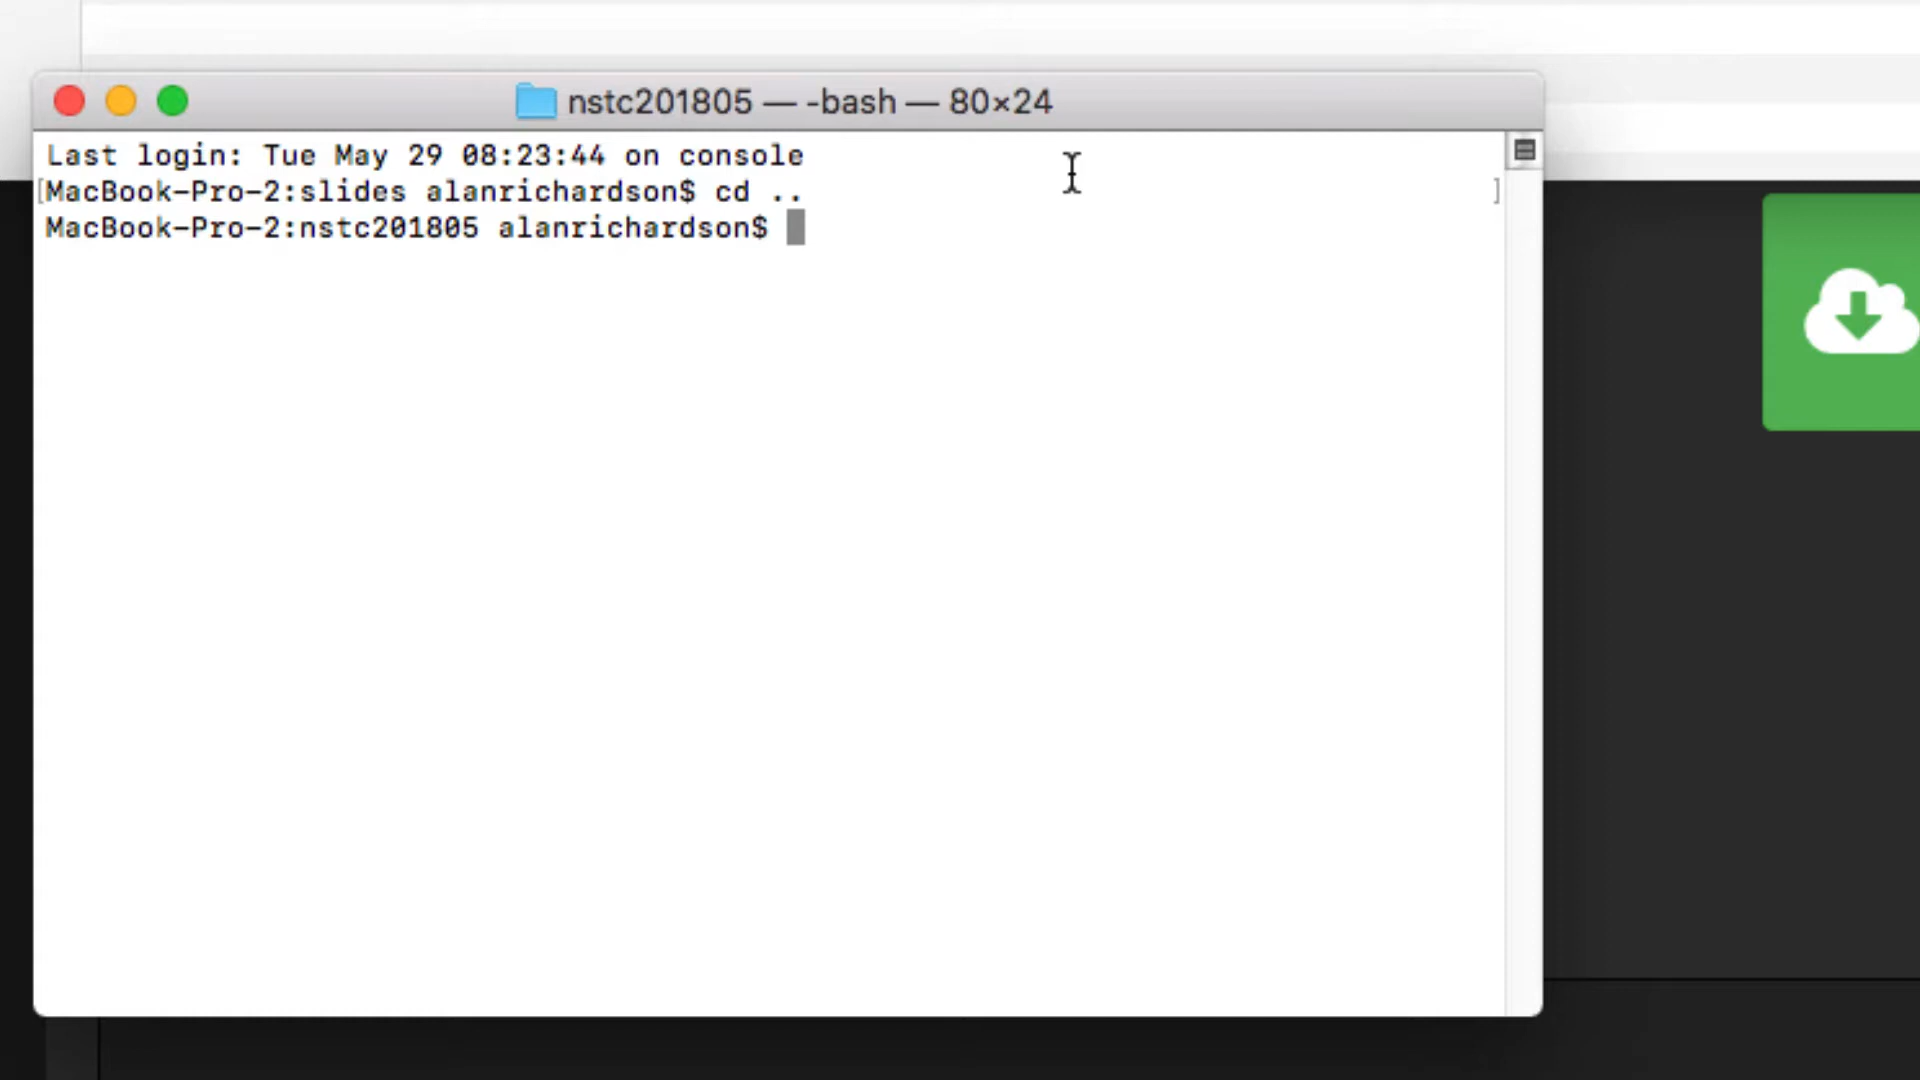 nstc201805 — -bash — 80×24
Last login: Tue May 29 08:23:44 on console
[MacBook-Pro-2:slides alanrichardson$ cd .. ]
MacBook-Pro-2:nstc201805 alanrichardson$